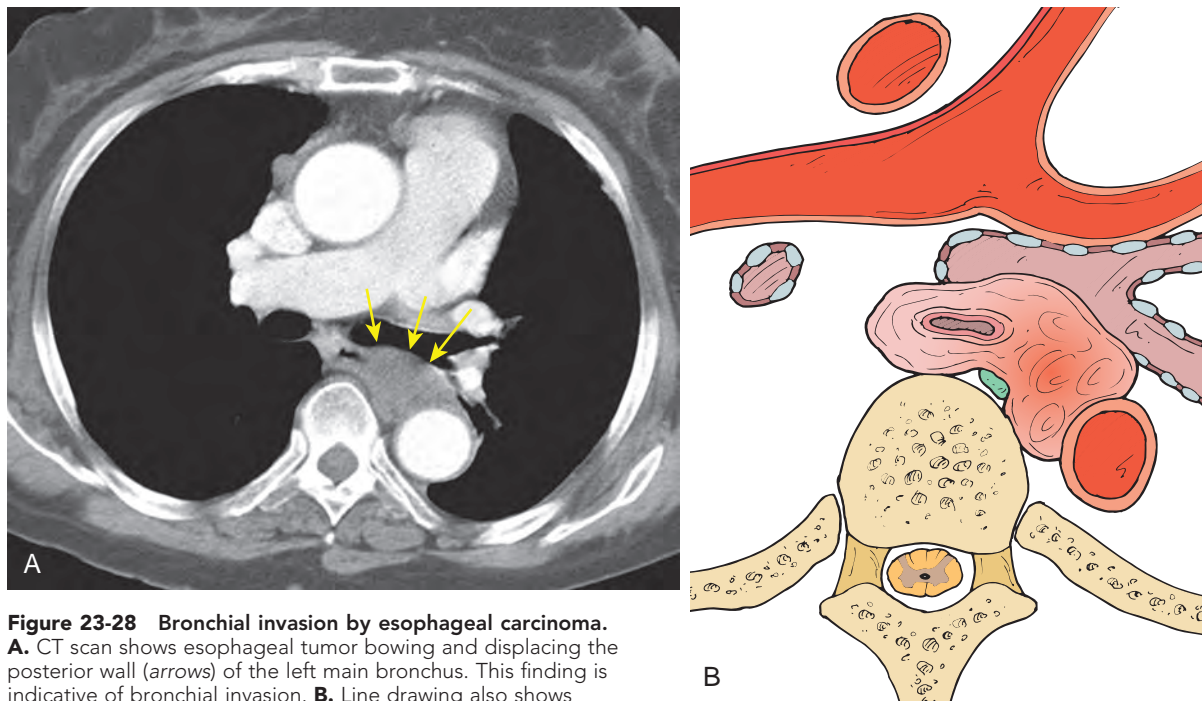 A
B
Figure 23-28 Bronchial invasion by esophageal carcinoma.
A. CT scan shows esophageal tumor bowing and displacing the
posterior wall (arrows) of the left main bronchus. This finding is
indicative of bronchial invasion. B. Line drawing also shows